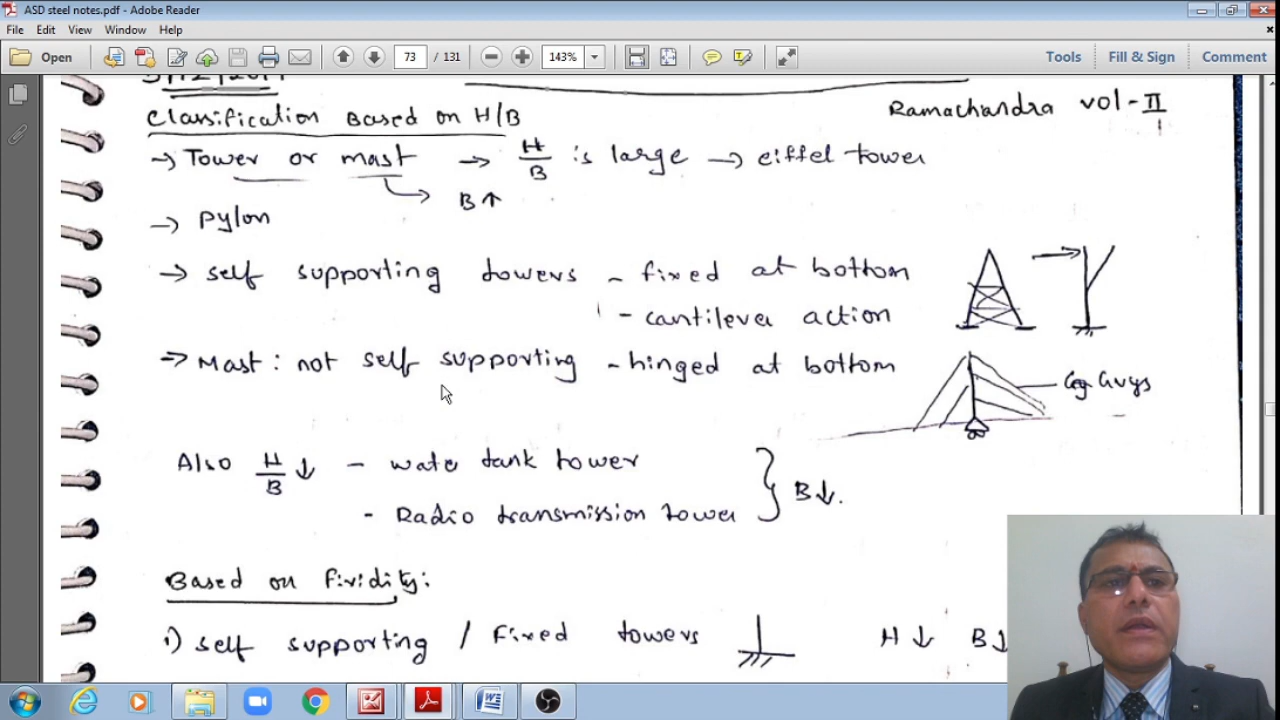 ASD steel notes.pdf - Adobe Reader
File Edit View Window Help
Open 73 / 131 143% Tools Fill & Sign Comment
Classification Based on H/B
Ramachandra vol-II
→ Tower or mast → H/B is large → eiffel tower
B↑
→ Pylon
→ self supporting towers - fixed at bottom
- cantilever action
→ Mast : not self supporting - hinged at bottom
Guys
Also H/B ↓ - wate tank tower
- Radio transmission tower
B↓.
Based on fixidity:
1) self supporting / Fixed towers H↓ B↓